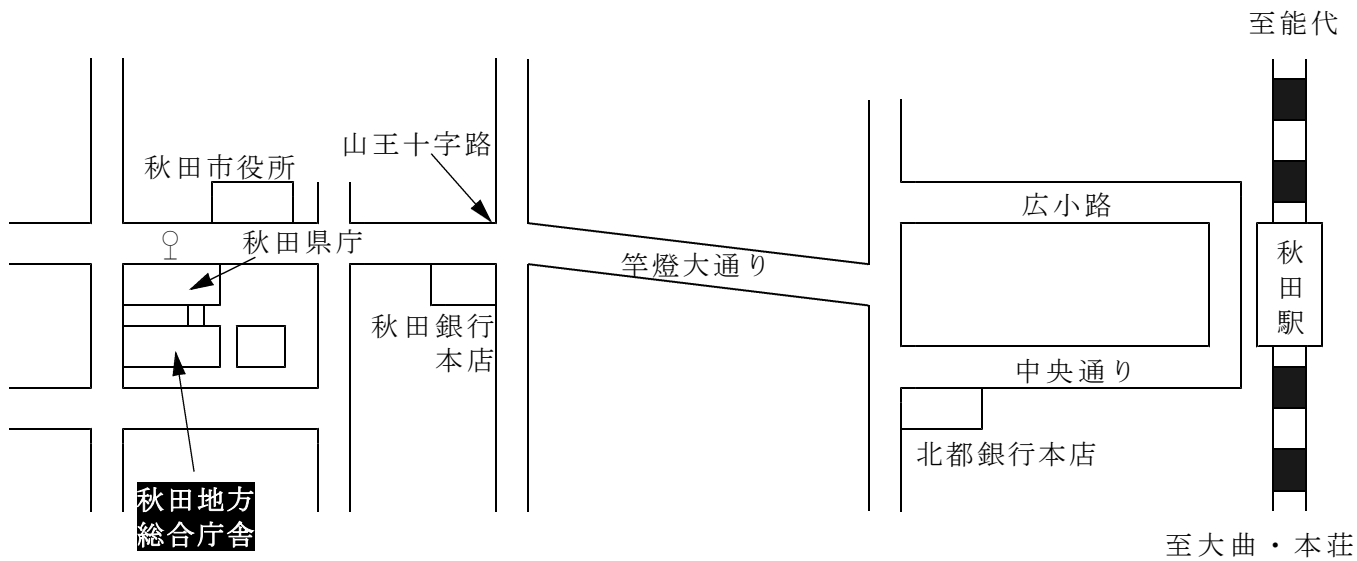 至能代
山王十字路
秋田市役所
広小路
秋田県庁
竿燈大通り
秋田駅
秋田銀行
本店
中央通り
北都銀行本店
秋田地方
総合庁舎
至大曲・本荘